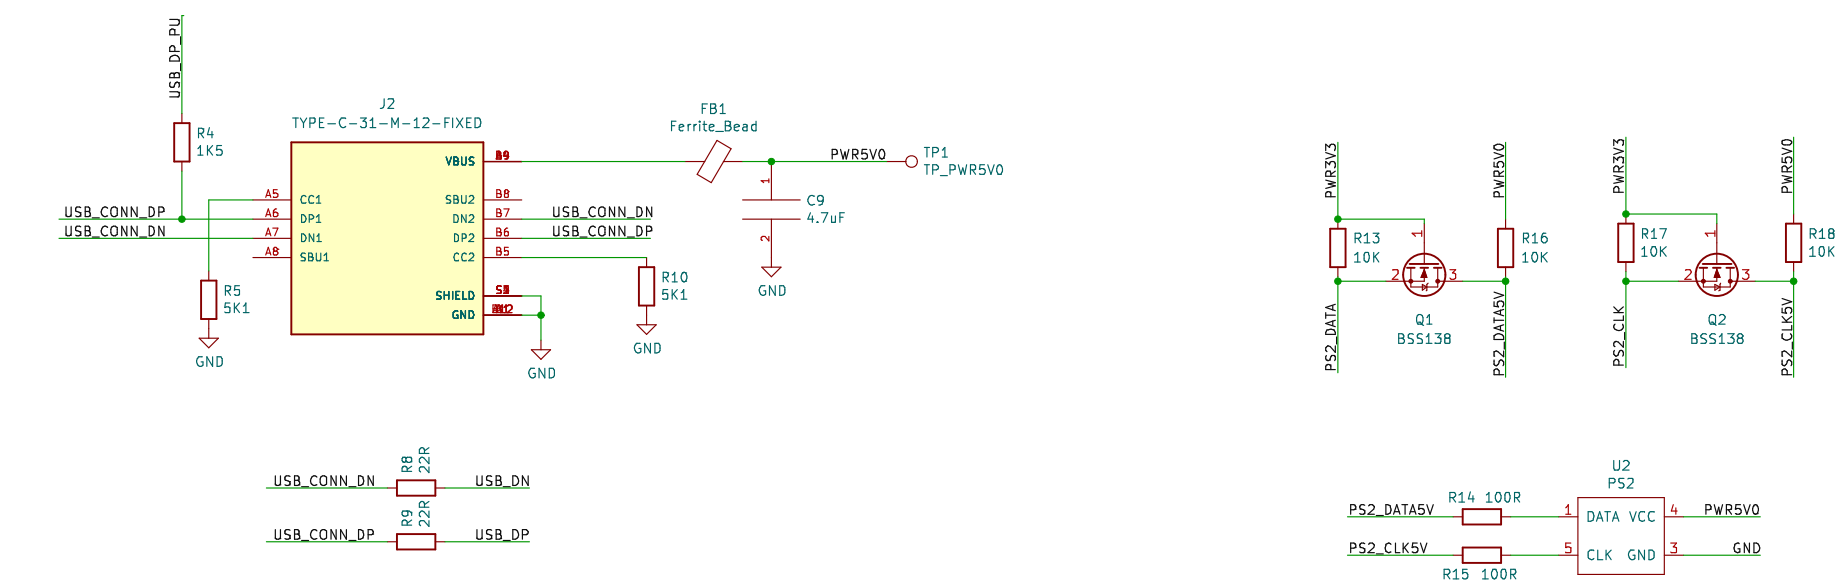 USB_DP_PU
J2
TYPE-C-31-M-12-FIXED
R4
1K5
VBUS
A5
CC1
SBU2
B8
USB_CONN_DP
A6
DP1
DN2
B7
USB_CONN_DN
USB_CONN_DN
A7
DN1
DP2
B6
USB_CONN_DP
A8
SBU1
CC2
B5
SHIELD
GND
R5
5K1
GND
R10
5K1
GND
GND
FB1
Ferrite_Bead
PWR5V0
TP1
TP_PWR5V0
1
C9
4.7uF
2
GND
USB_CONN_DN
R8
22R
USB_DN
USB_CONN_DP
R9
22R
USB_DP
PWR3V3
PWR5V0
R13
10K
1
2
3
R16
10K
Q1
BSS138
PS2_DATA
PS2_DATA5V
PWR3V3
PWR5V0
R17
10K
1
2
3
R18
10K
Q2
BSS138
PS2_CLK
PS2_CLK5V
U2
PS2
PS2_DATA5V
R14 100R
1
DATA VCC
4
PWR5V0
PS2_CLK5V
R15 100R
5
CLK GND
3
GND